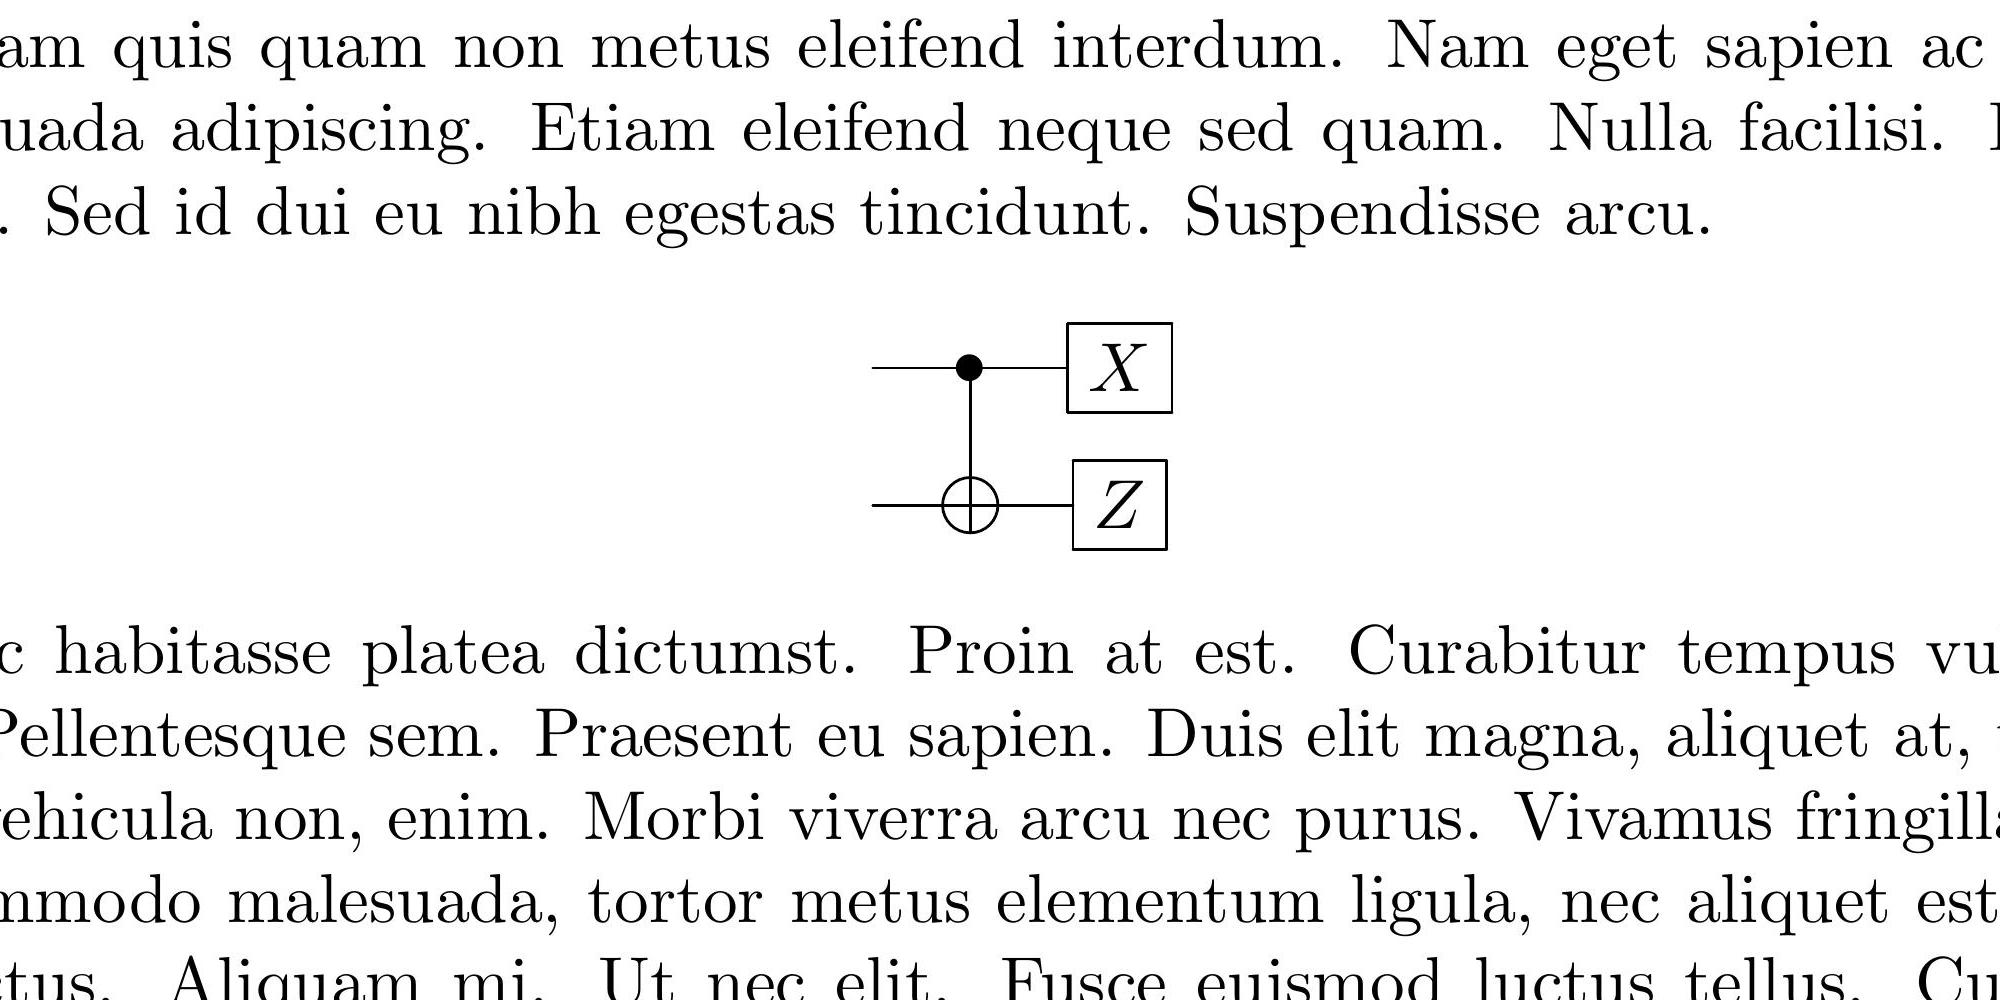 am quis quam non metus eleifend interdum. Nam eget sapien ac
uada adipiscing. Etiam eleifend neque sed quam. Nulla facilisi.
. Sed id dui eu nibh egestas tincidunt. Suspendisse arcu.
X
Z
c habitasse platea dictumst. Proin at est. Curabitur tempus vu
Pellentesque sem. Praesent eu sapien. Duis elit magna, aliquet at,
ehicula non, enim. Morbi viverra arcu nec purus. Vivamus fringilla
mmodo malesuada, tortor metus elementum ligula, nec aliquet est
ctus. Aliquam mi. Ut nec elit. Fusce euismod luctus tellus. Cu